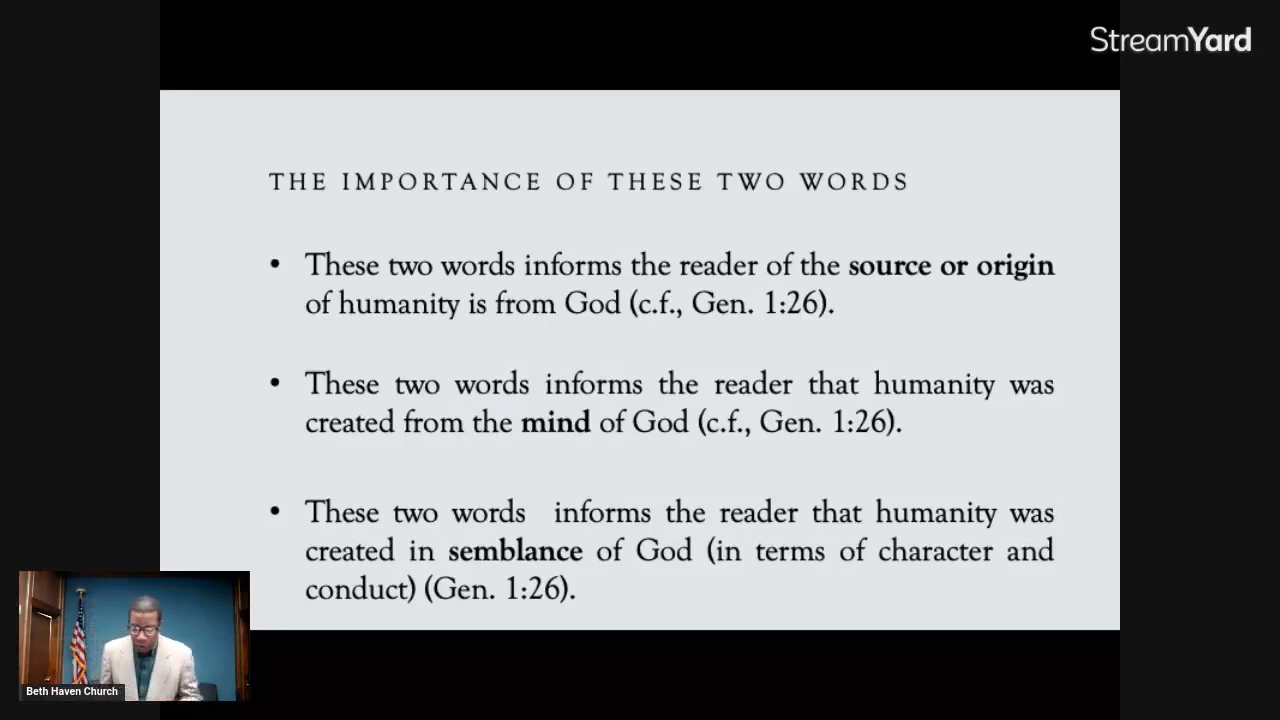 StreamYard
THE IMPORTANCE OF THESE TWO WORDS
• These two words informs the reader of the source or origin
of humanity is from God (c.f., Gen. 1:26).
• These two words informs the reader that humanity was
created from the mind of God (c.f., Gen. 1:26).
• These two words informs the reader that humanity was
created in semblance of God (in terms of character and
conduct) (Gen. 1:26).
Beth Haven Church